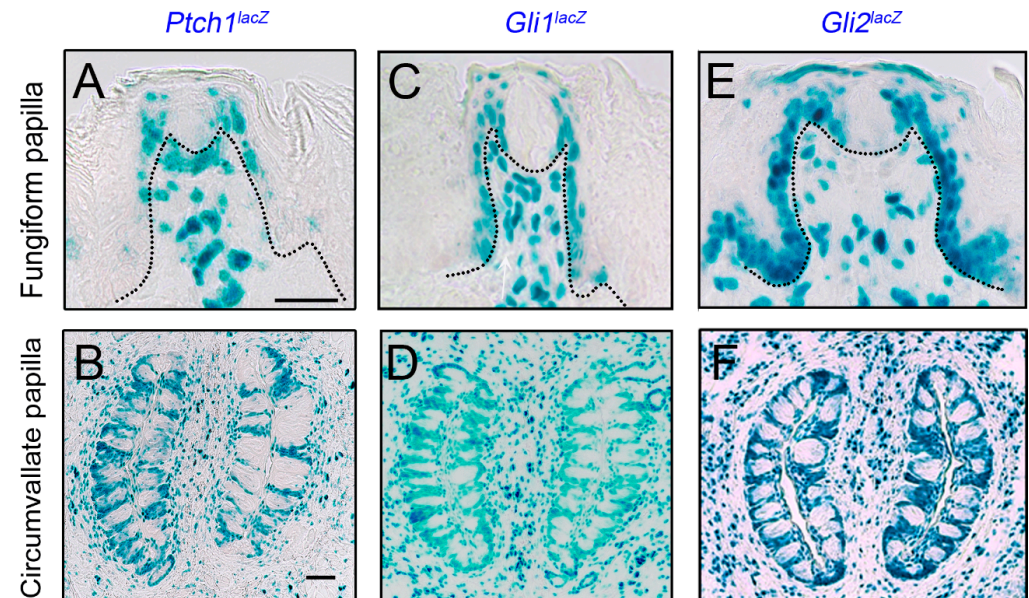 Ptch1lacZ Gli1lacZ Gli2lacZ
Fungiform papilla
A C E
Circumvallate papilla
B D F